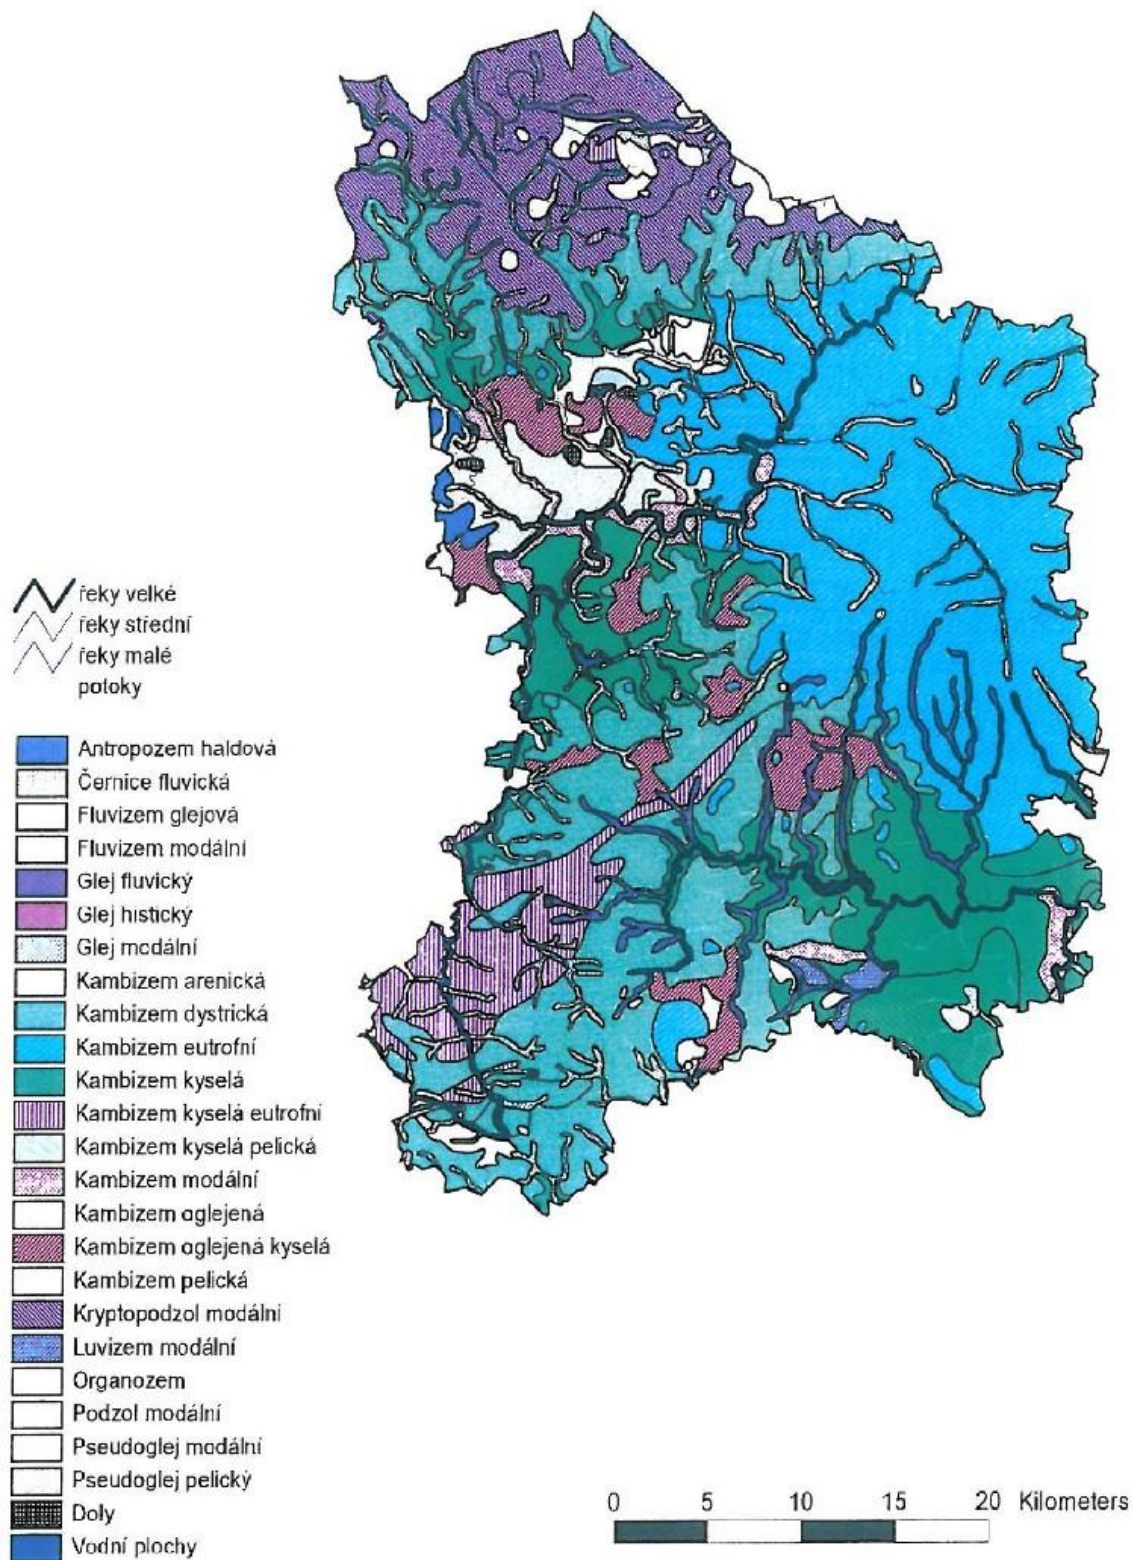 řeky velké
řeky střední
řeky malé
potoky
Antropozem haldová
Černice fluvická
Fluvizem glejová
Fluvizem modální
Glej fluvický
Glej histický
Glej modální
Kambizem arenická
Kambizem dystrická
Kambizem eutrofní
Kambizem kyselá
Kambizem kyselá eutrofní
Kambizem kyselá pelická
Kambizem modální
Kambizem oglejená
Kambizem oglejená kyselá
Kambizem pelická
Kryptopodzol modální
Luvizem modální
Organozem
Podzol modální
Pseudoglej modální
Pseudoglej pelický
Doly
Vodní plochy
0 5 10 15 20 Kilometers